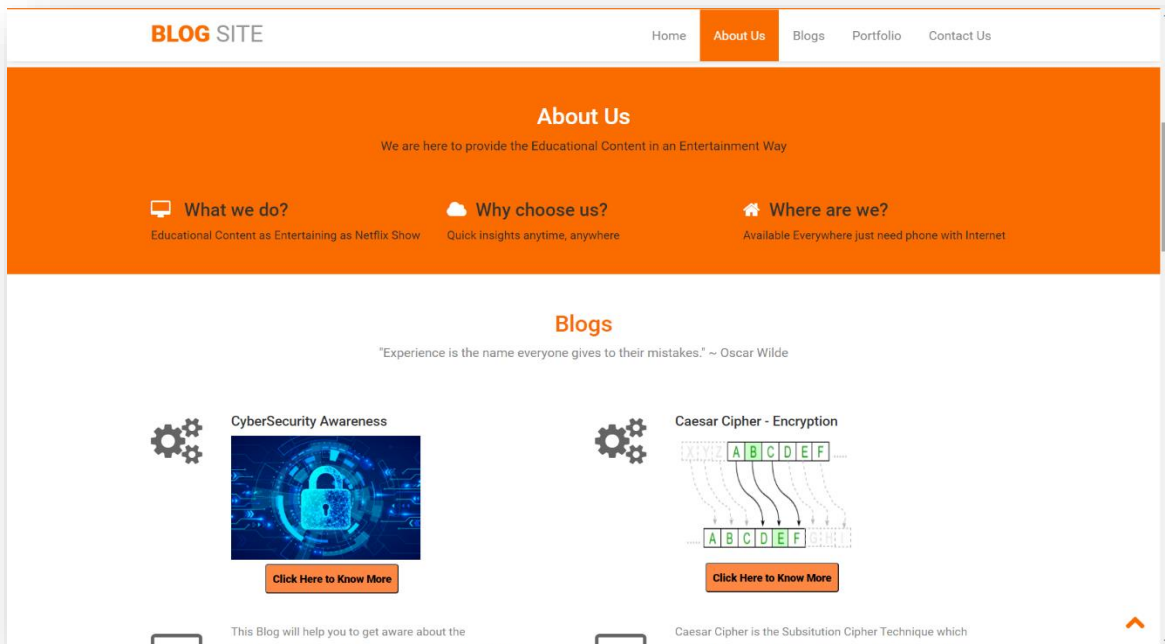 BLOG SITE
Home About Us Blogs Portfolio Contact Us
About Us
We are here to provide the Educational Content in an Entertainment Way
What we do?
Educational Content as Entertaining as Netflix Show
Why choose us?
Quick insights anytime, anywhere
Where are we?
Available Everywhere just need phone with Internet
Blogs
"Experience is the name everyone gives to their mistakes." ~ Oscar Wilde
CyberSecurity Awareness
Click Here to Know More
This Blog will help you to get aware about the
Caesar Cipher - Encryption
X Y Z A B C D E F .....
..... A B C D E F G H I
Click Here to Know More
Caesar Cipher is the Subsitution Cipher Technique which